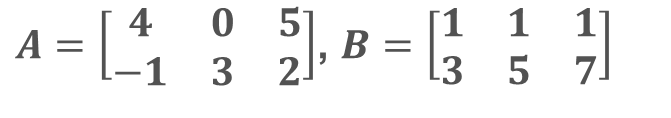 A = [4 0 5
-1 3 2], B = [1 1 1
3 5 7]